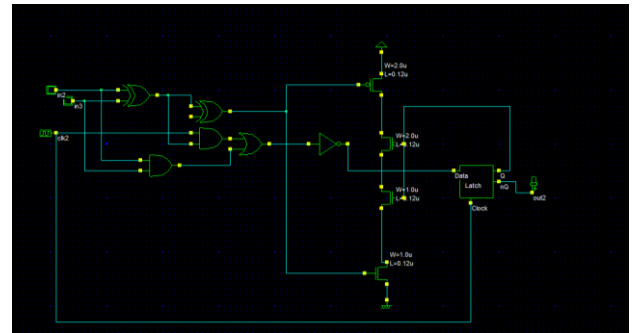 W=2.0u
L=0.12u
in2
in3
clk2
W=2.0u
L=0.12u
Data
Q
nQ
Latch
Clock
out2
W=1.0u
L=0.12u
W=1.0u
L=0.12u